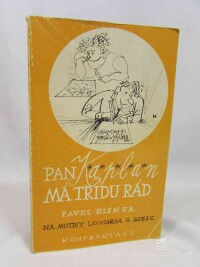 PAN Kaplan
MÁ TŘÍDU RÁD
PAVEL EISNER
NA MOTIVY LEONARDA Q. ROSSE
KONFRONTACE